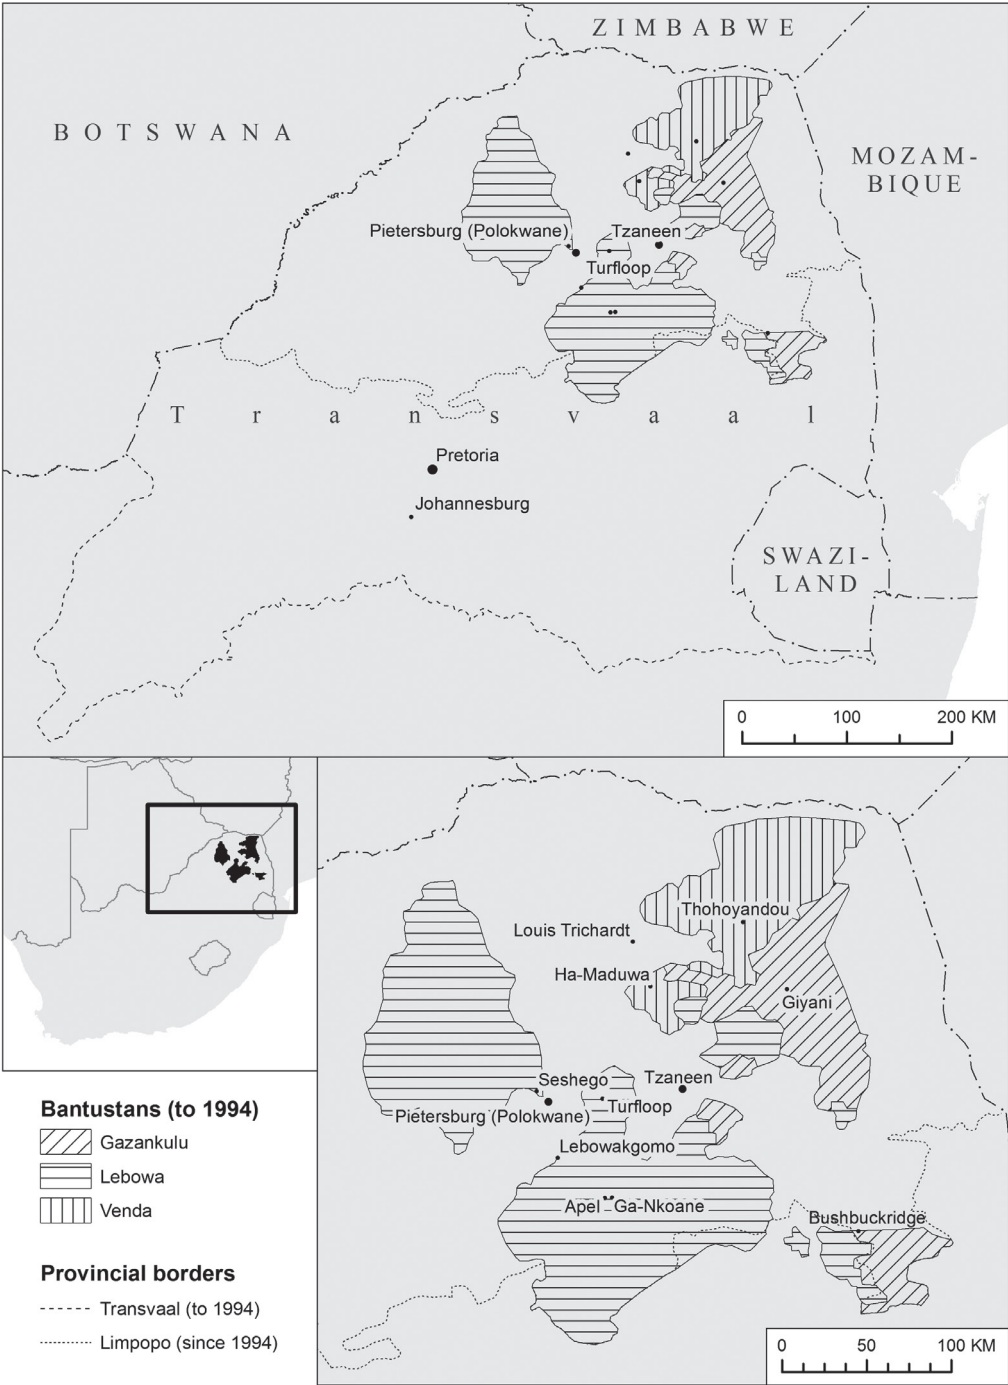 ZIMBABWE
BOTSWANA
MOZAM-
BIQUE
Pietersburg (Polokwane)
Tzaneen
Turfloop
Transvaal
Pretoria
Johannesburg
SWAZI-
LAND
0 100 200 KM
Thohoyandou
Louis Trichardt
Ha-Maduwa
Giyani
Seshego
Tzaneen
Pietersburg (Polokwane)
Turfloop
Lebowakgomo
Apel Ga-Nkoane
Bushbuckridge
0 50 100 KM
Bantustans (to 1994)
Gazankulu
Lebowa
Venda
Provincial borders
Transvaal (to 1994)
Limpopo (since 1994)